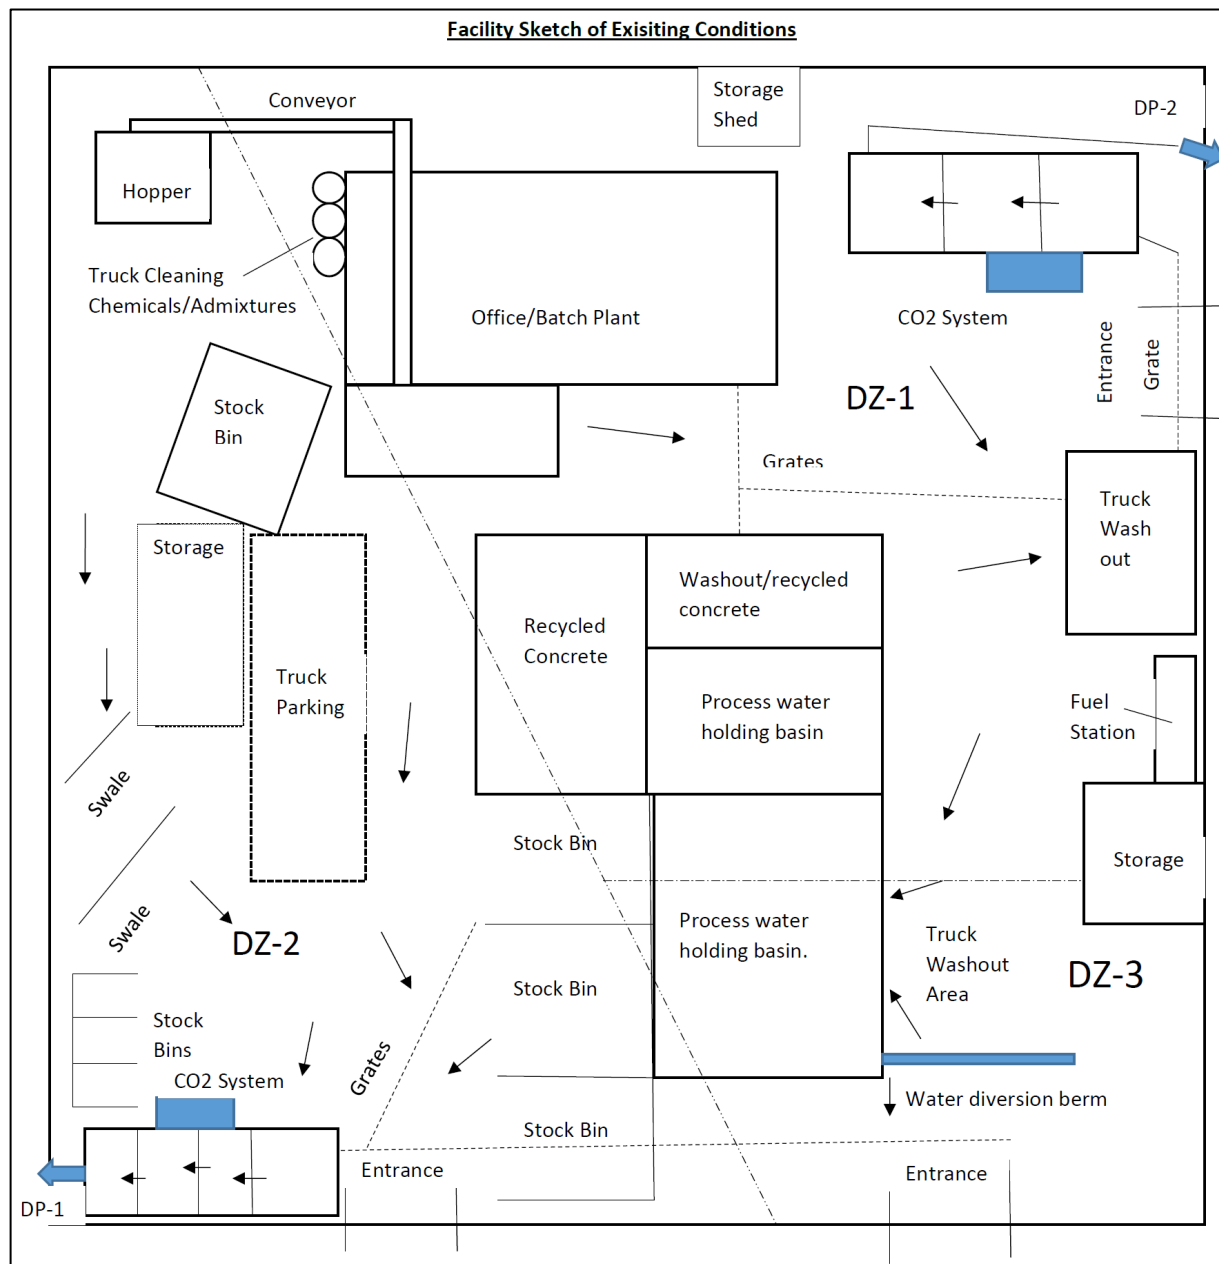 Facility Sketch of Exisiting Conditions
Storage
Shed
Conveyor
DP-2
Hopper
Truck Cleaning
Chemicals/Admixtures
Office/Batch Plant
CO2 System
Entrance
Grate
DZ-1
Stock
Bin
Grates
Truck
Wash
out
Storage
Washout/recycled
concrete
Recycled
Concrete
Truck
Parking
Process water
holding basin
Fuel
Station
Swale
Stock Bin
Storage
Swale
DZ-2
Process water
holding basin.
Truck
Washout
Area
DZ-3
Stock Bin
Stock
Bins
Grates
CO2 System
Water diversion berm
Stock Bin
Entrance
Entrance
DP-1